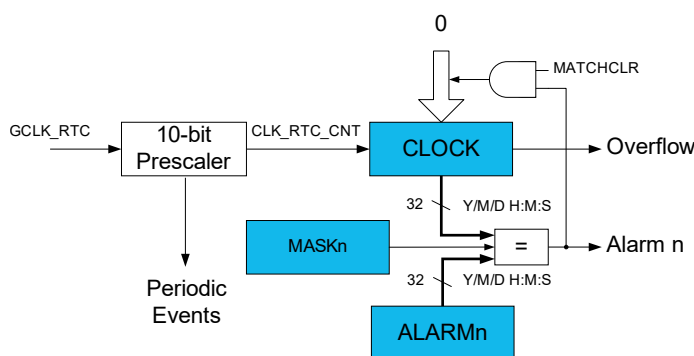 0
MATCHCLR
GCLK_RTC
10-bit
Prescaler
CLK_RTC_CNT
CLOCK
Overflow
32
Y/M/D H:M:S
MASKn
=
Alarm n
32
Y/M/D H:M:S
Periodic
Events
ALARMn